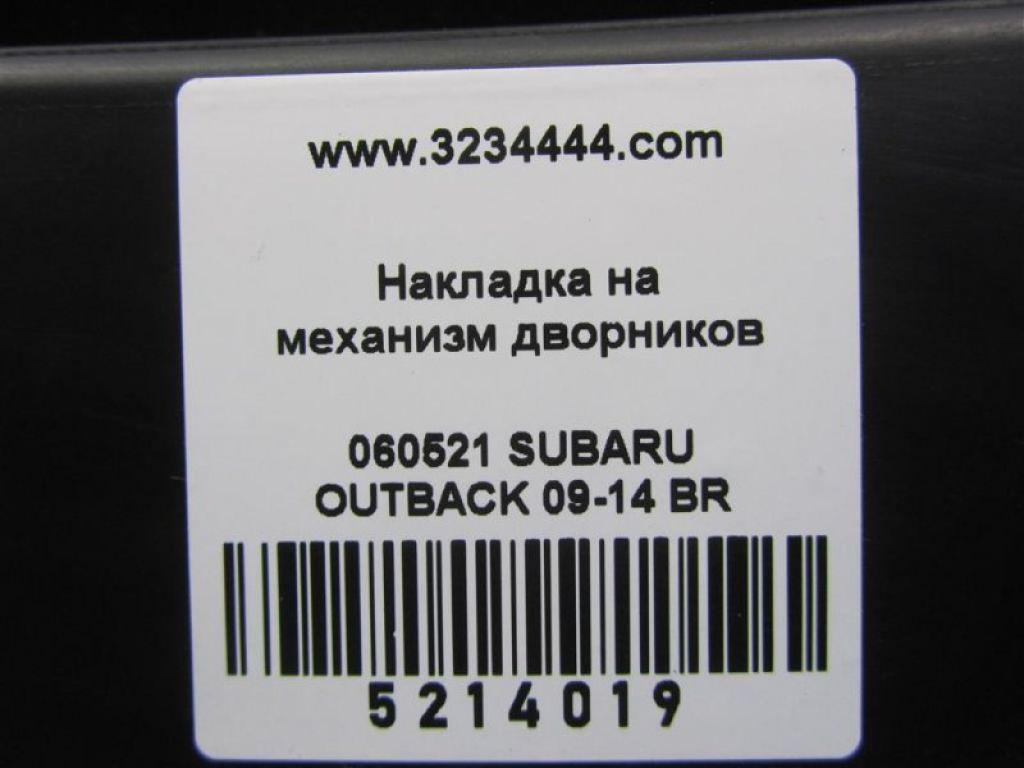 www.3234444.com
Накладка на
механизм дворников
060521 SUBARU
OUTBACK 09-14 BR
5214019